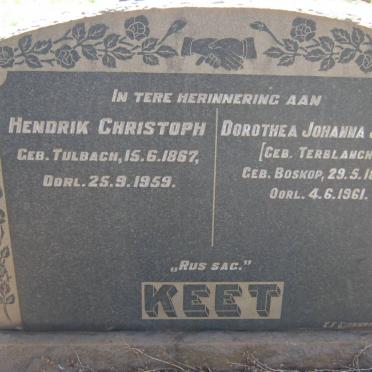 IN TERE HERINNERING AAN
HENDRIK CHRISTOPH
GEB. TULBACH, 15.6.1867,
OORL. 25.9.1959.
DOROTHEA JOHANNA
[GEB. TERBLANCH
GEB. BOSKOP, 29.5.18
OORL. 4.6.1961.
„RUS SAG."
KEET